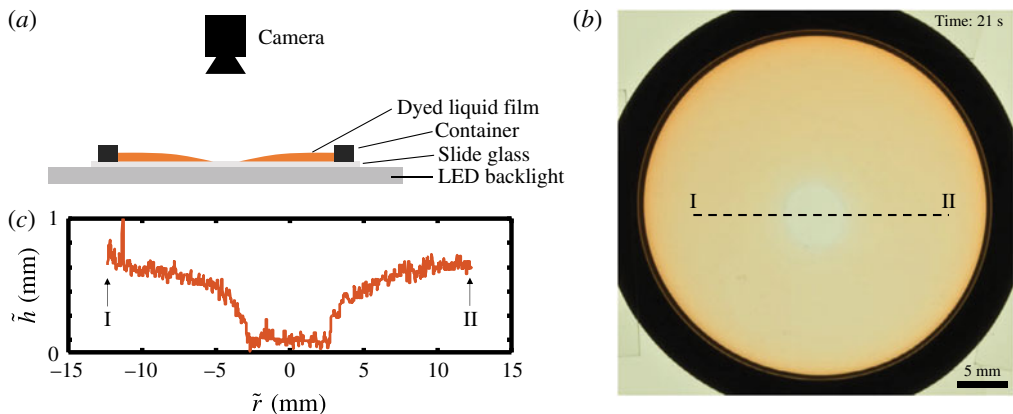 (a)
Camera
Dyed liquid film
Container
Slide glass
LED backlight
(b)
Time: 21 s
I
II
5 mm
(c)
1
h̃ (mm)
0
I
II
−15
−10
−5
0
5
10
15
r̃ (mm)